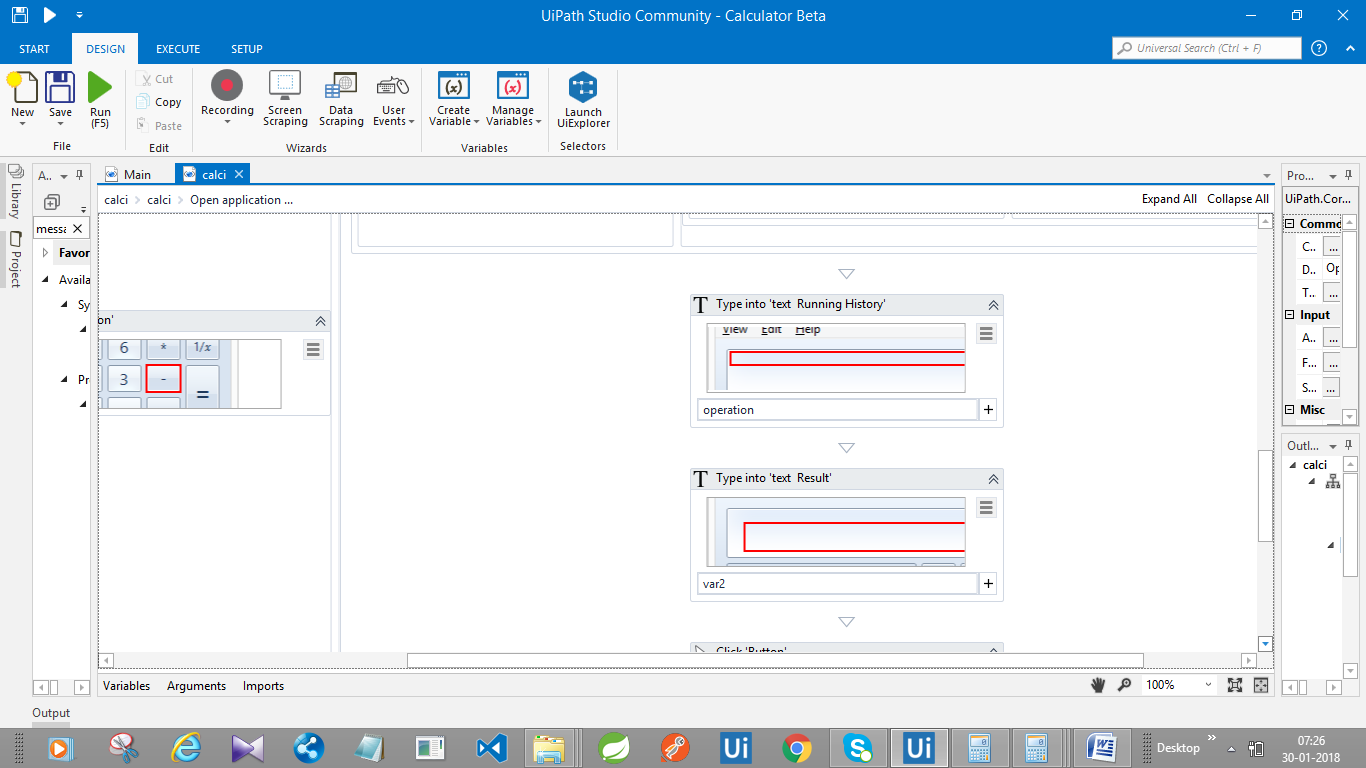 UiPath Studio Community - Calculator Beta
START DESIGN EXECUTE SETUP
Universal Search (Ctrl + F)
New Save Run (F5)
File
Cut
Copy
Paste
Edit
Recording Screen Scraping Data Scraping User Events
Wizards
Create Variable Manage Variables
Variables
Launch UiExplorer
Selectors
Library
Project
A..
messa
Favor
Availa
Sy
Pr
Main calci
calci > calci > Open application ...
Expand All Collapse All
on'
6 * 1/x
3 - =
Type into 'text Running History'
View Edit Help
operation
Type into 'text Result'
var2
Click 'Button'
Variables Arguments Imports
100%
Pro...
UiPath.Cor...
Commo
C.. ...
D.. Op
T... ...
Input
A... ...
F... ...
S... ...
Misc
Outl...
calci
Output
Ui
Ui
Desktop
07:26
30-01-2018